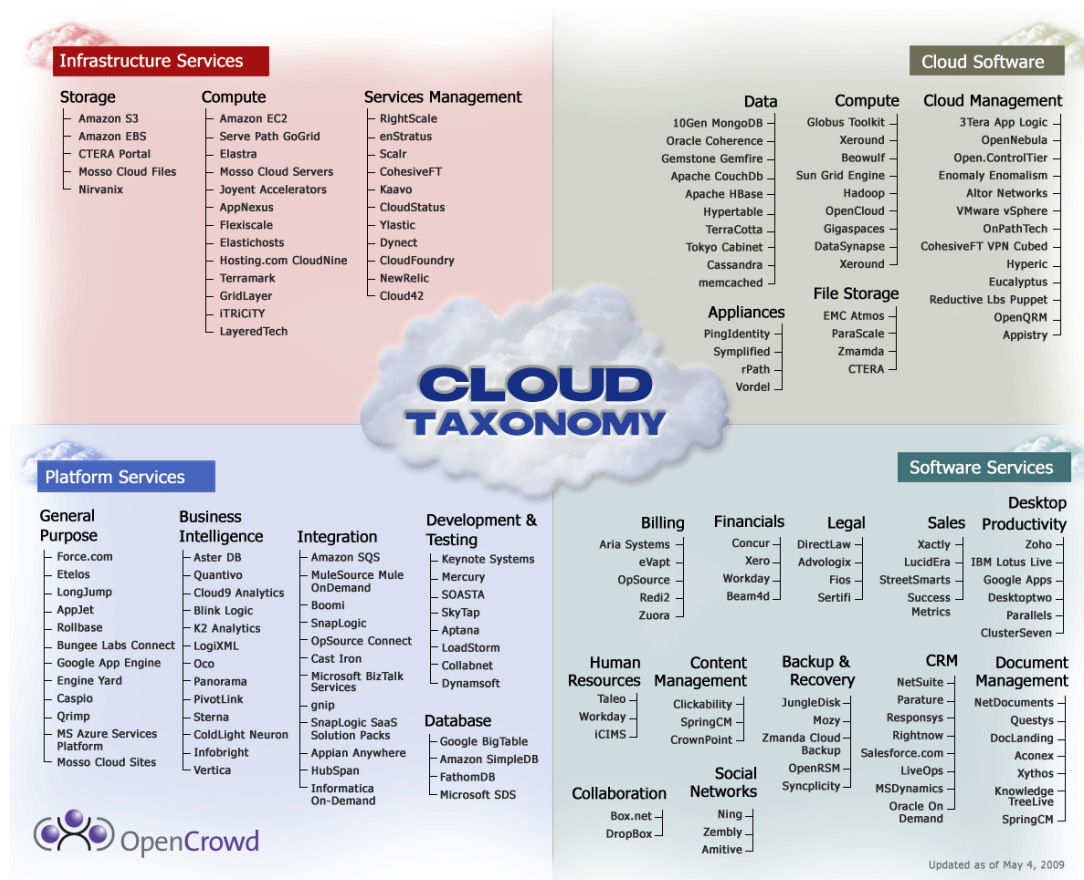 Infrastructure Services
Storage
Amazon S3
Amazon EBS
CTERA Portal
Mosso Cloud Files
Nirvanix
Compute
Amazon EC2
Serve Path GoGrid
Elastra
Mosso Cloud Servers
Joyent Accelerators
AppNexus
Flexiscale
Elastichosts
Hosting.com CloudNine
Terramark
GridLayer
iTRiCiTY
LayeredTech
Services Management
RightScale
enStratus
Scalr
CohesiveFT
Kaavo
CloudStatus
Ylastic
Dynect
CloudFoundry
NewRelic
Cloud42
Cloud Software
Data
10Gen MongoDB
Oracle Coherence
Gemstone Gemfire
Apache CouchDb
Apache HBase
Hypertable
TerraCotta
Tokyo Cabinet
Cassandra
memcached
Appliances
PingIdentity
Symplified
rPath
Vordel
Compute
Globus Toolkit
Xeround
Beowulf
Sun Grid Engine
Hadoop
OpenCloud
Gigaspaces
DataSynapse
Xeround
File Storage
EMC Atmos
ParaScale
Zmamda
CTERA
Cloud Management
3Tera App Logic
OpenNebula
Open.ControlTier
Enomaly Enomalism
Altor Networks
VMware vSphere
OnPathTech
CohesiveFT VPN Cubed
Hyperic
Eucalyptus
Reductive Lbs Puppet
OpenQRM
Appistry
CLOUD
TAXONOMY
Platform Services
General
Purpose
Force.com
Etelos
LongJump
AppJet
Rollbase
Bungee Labs Connect
Google App Engine
Engine Yard
Caspio
Qrimp
MS Azure Services
Platform
Mosso Cloud Sites
Business
Intelligence
Aster DB
Quantivo
Cloud9 Analytics
Blink Logic
K2 Analytics
LogiXML
Oco
Panorama
PivotLink
Sterna
ColdLight Neuron
Infobright
Vertica
Integration
Amazon SQS
MuleSource Mule
OnDemand
Boomi
SnapLogic
OpSource Connect
Cast Iron
Microsoft BizTalk
Services
gnip
SnapLogic SaaS
Solution Packs
Appian Anywhere
HubSpan
Informatica
On-Demand
Development &
Testing
Keynote Systems
Mercury
SOASTA
SkyTap
Aptana
LoadStorm
Collabnet
Dynamsoft
Database
Google BigTable
Amazon SimpleDB
FathomDB
Microsoft SDS
OpenCrowd
Software Services
Billing
Aria Systems
eVapt
OpSource
Redi2
Zuora
Financials
Concur
Xero
Workday
Beam4d
Legal
DirectLaw
Advologix
Fios
Sertifi
Sales
Xactly
LucidEra
StreetSmarts
Success
Metrics
Desktop
Productivity
Zoho
IBM Lotus Live
Google Apps
Desktoptwo
Parallels
ClusterSeven
Human
Resources
Taleo
Workday
iCIMS
Content
Management
Clickability
SpringCM
CrownPoint
Backup &
Recovery
JungleDisk
Mozy
Zmanda Cloud
Backup
OpenRSM
Syncplicity
CRM
NetSuite
Parature
Responsys
Rightnow
Salesforce.com
LiveOps
MSDynamics
Oracle On
Demand
Document
Management
NetDocuments
Questys
DocLanding
Aconex
Xythos
Knowledge
TreeLive
SpringCM
Collaboration
Box.net
DropBox
Social
Networks
Ning
Zembly
Amitive
Updated as of May 4, 2009